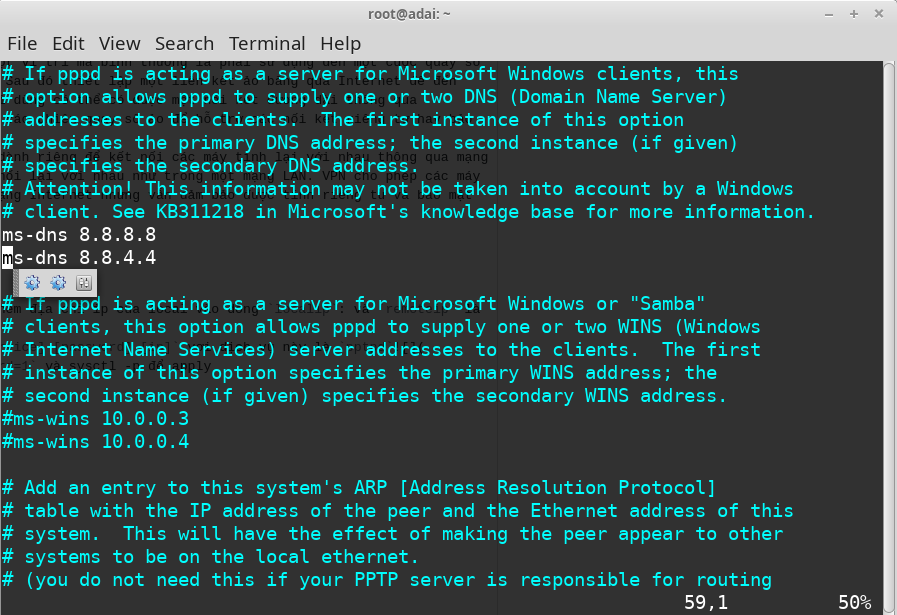 root@adai: ~
File Edit View Search Terminal Help
# If pppd is acting as a server for Microsoft Windows clients, this
# option allows pppd to supply one or two DNS (Domain Name Server)
# addresses to the clients.  The first instance of this option
# specifies the primary DNS address; the second instance (if given)
# specifies the secondary DNS address.
# Attention! This information may not be taken into account by a Windows
# client. See KB311218 in Microsoft's knowledge base for more information.
ms-dns 8.8.8.8
ms-dns 8.8.4.4
# If pppd is acting as a server for Microsoft Windows or "Samba"
# clients, this option allows pppd to supply one or two WINS (Windows
# Internet Name Services) server addresses to the clients.  The first
# instance of this option specifies the primary WINS address; the
# second instance (if given) specifies the secondary WINS address.
#ms-wins 10.0.0.3
#ms-wins 10.0.0.4
# Add an entry to this system's ARP [Address Resolution Protocol]
# table with the IP address of the peer and the Ethernet address of this
# system.  This will have the effect of making the peer appear to other
# systems to be on the local ethernet.
# (you do not need this if your PPTP server is responsible for routing
59,1 50%